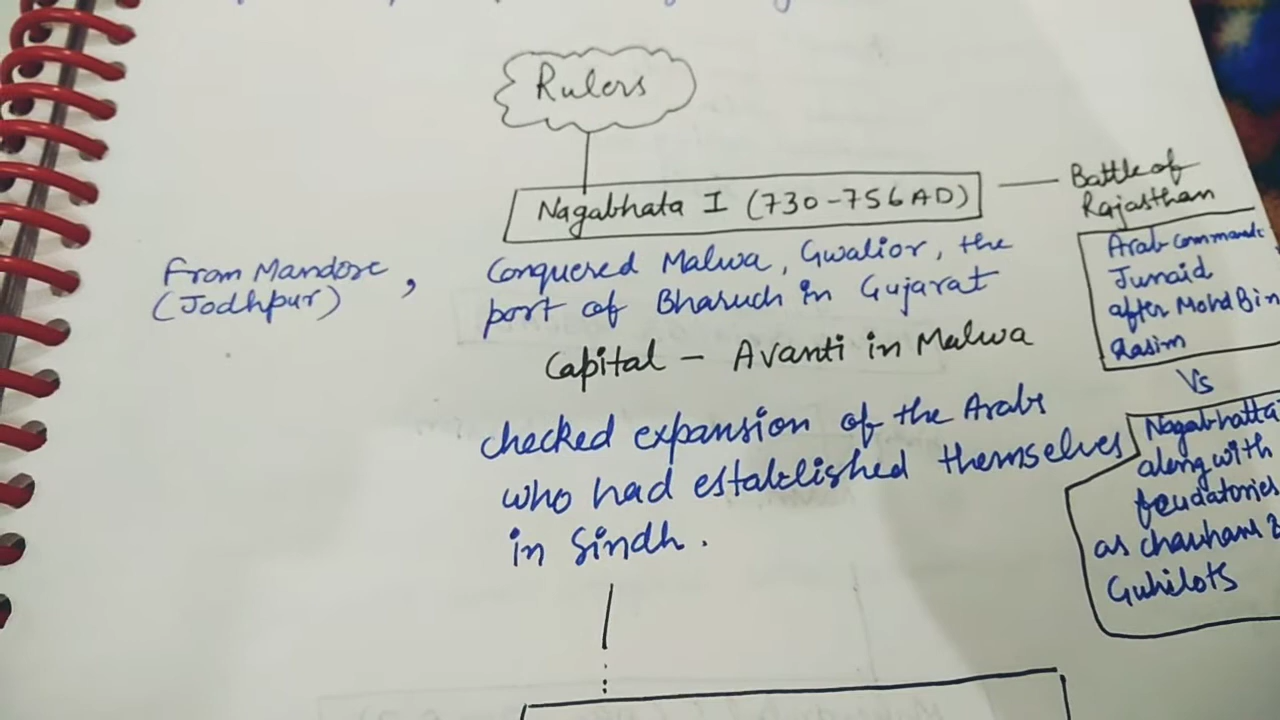 Rulers
Nagabhata I (730-756AD)
Battle of
Rajasthan
From Mandore
(Jodhpur) ,
Conquered Malwa, Gwalior, the
port of Bharuch in Gujarat
Capital - Avanti in Malwa
checked expansion of the Arabs
who had established themselves
in Sindh.
Arab
Junaid
after Mohd Bin
Qasim
Vs
Nagabhatta
along with
feudatories
as chauhans &
Guhilots